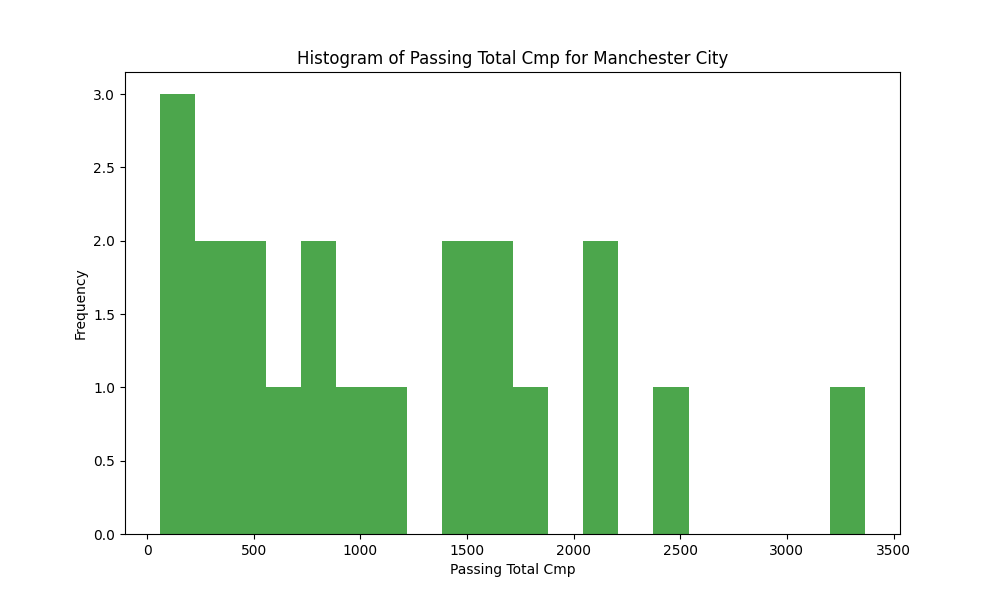 Histogram of Passing Total Cmp for Manchester City
3.0
2.5
2.0
1.5
1.0
0.5
0.0
Frequency
0 500 1000 1500 2000 2500 3000 3500
Passing Total Cmp